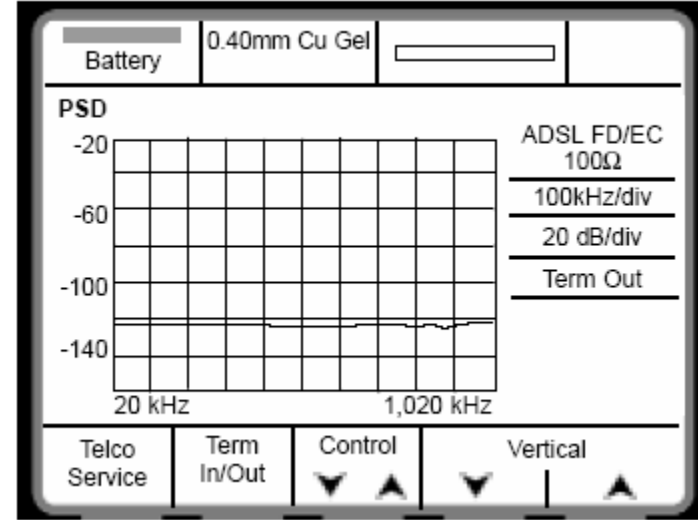 Battery
0.40mm Cu Gel
PSD
-20
-60
-100
-140
20 kHz
1,020 kHz
ADSL FD/EC
100Ω
100kHz/div
20 dB/div
Term Out
Telco
Service
Term
In/Out
Control
Vertical